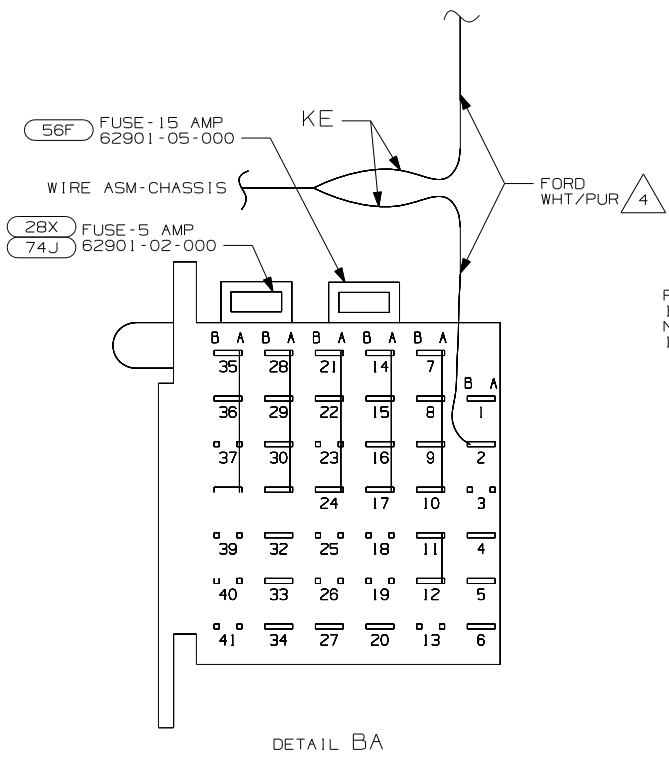 56F FUSE-15 AMP
62901-05-000
KE
WIRE ASM-CHASSIS
FORD
WHT/PUR 4
28X FUSE-5 AMP
74J 62901-02-000
B A B A B A B A B A
35 28 21 14 7
B A
36 29 22 15 8 1
37 30 23 16 9 2
24 17 10 3
39 32 25 18 11 4
40 33 26 19 12 5
41 34 27 20 13 6
DETAIL BA